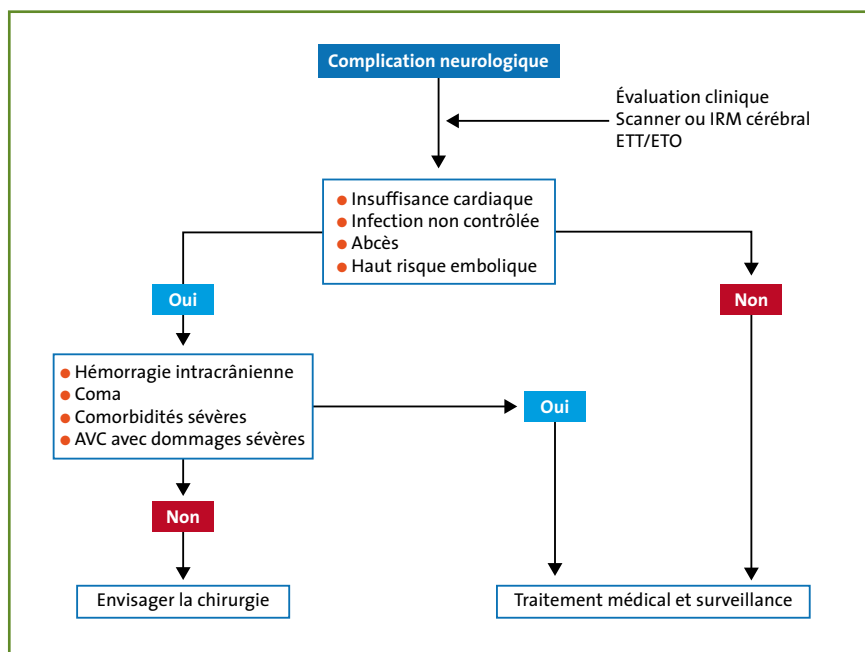 Complication neurologique
Évaluation clinique
Scanner ou IRM cérébral
ETT/ETO
● Insuffisance cardiaque
● Infection non contrôlée
● Abcès
● Haut risque embolique
Oui
Non
● Hémorragie intracrânienne
● Coma
● Comorbidités sévères
● AVC avec dommages sévères
Oui
Non
Envisager la chirurgie
Traitement médical et surveillance